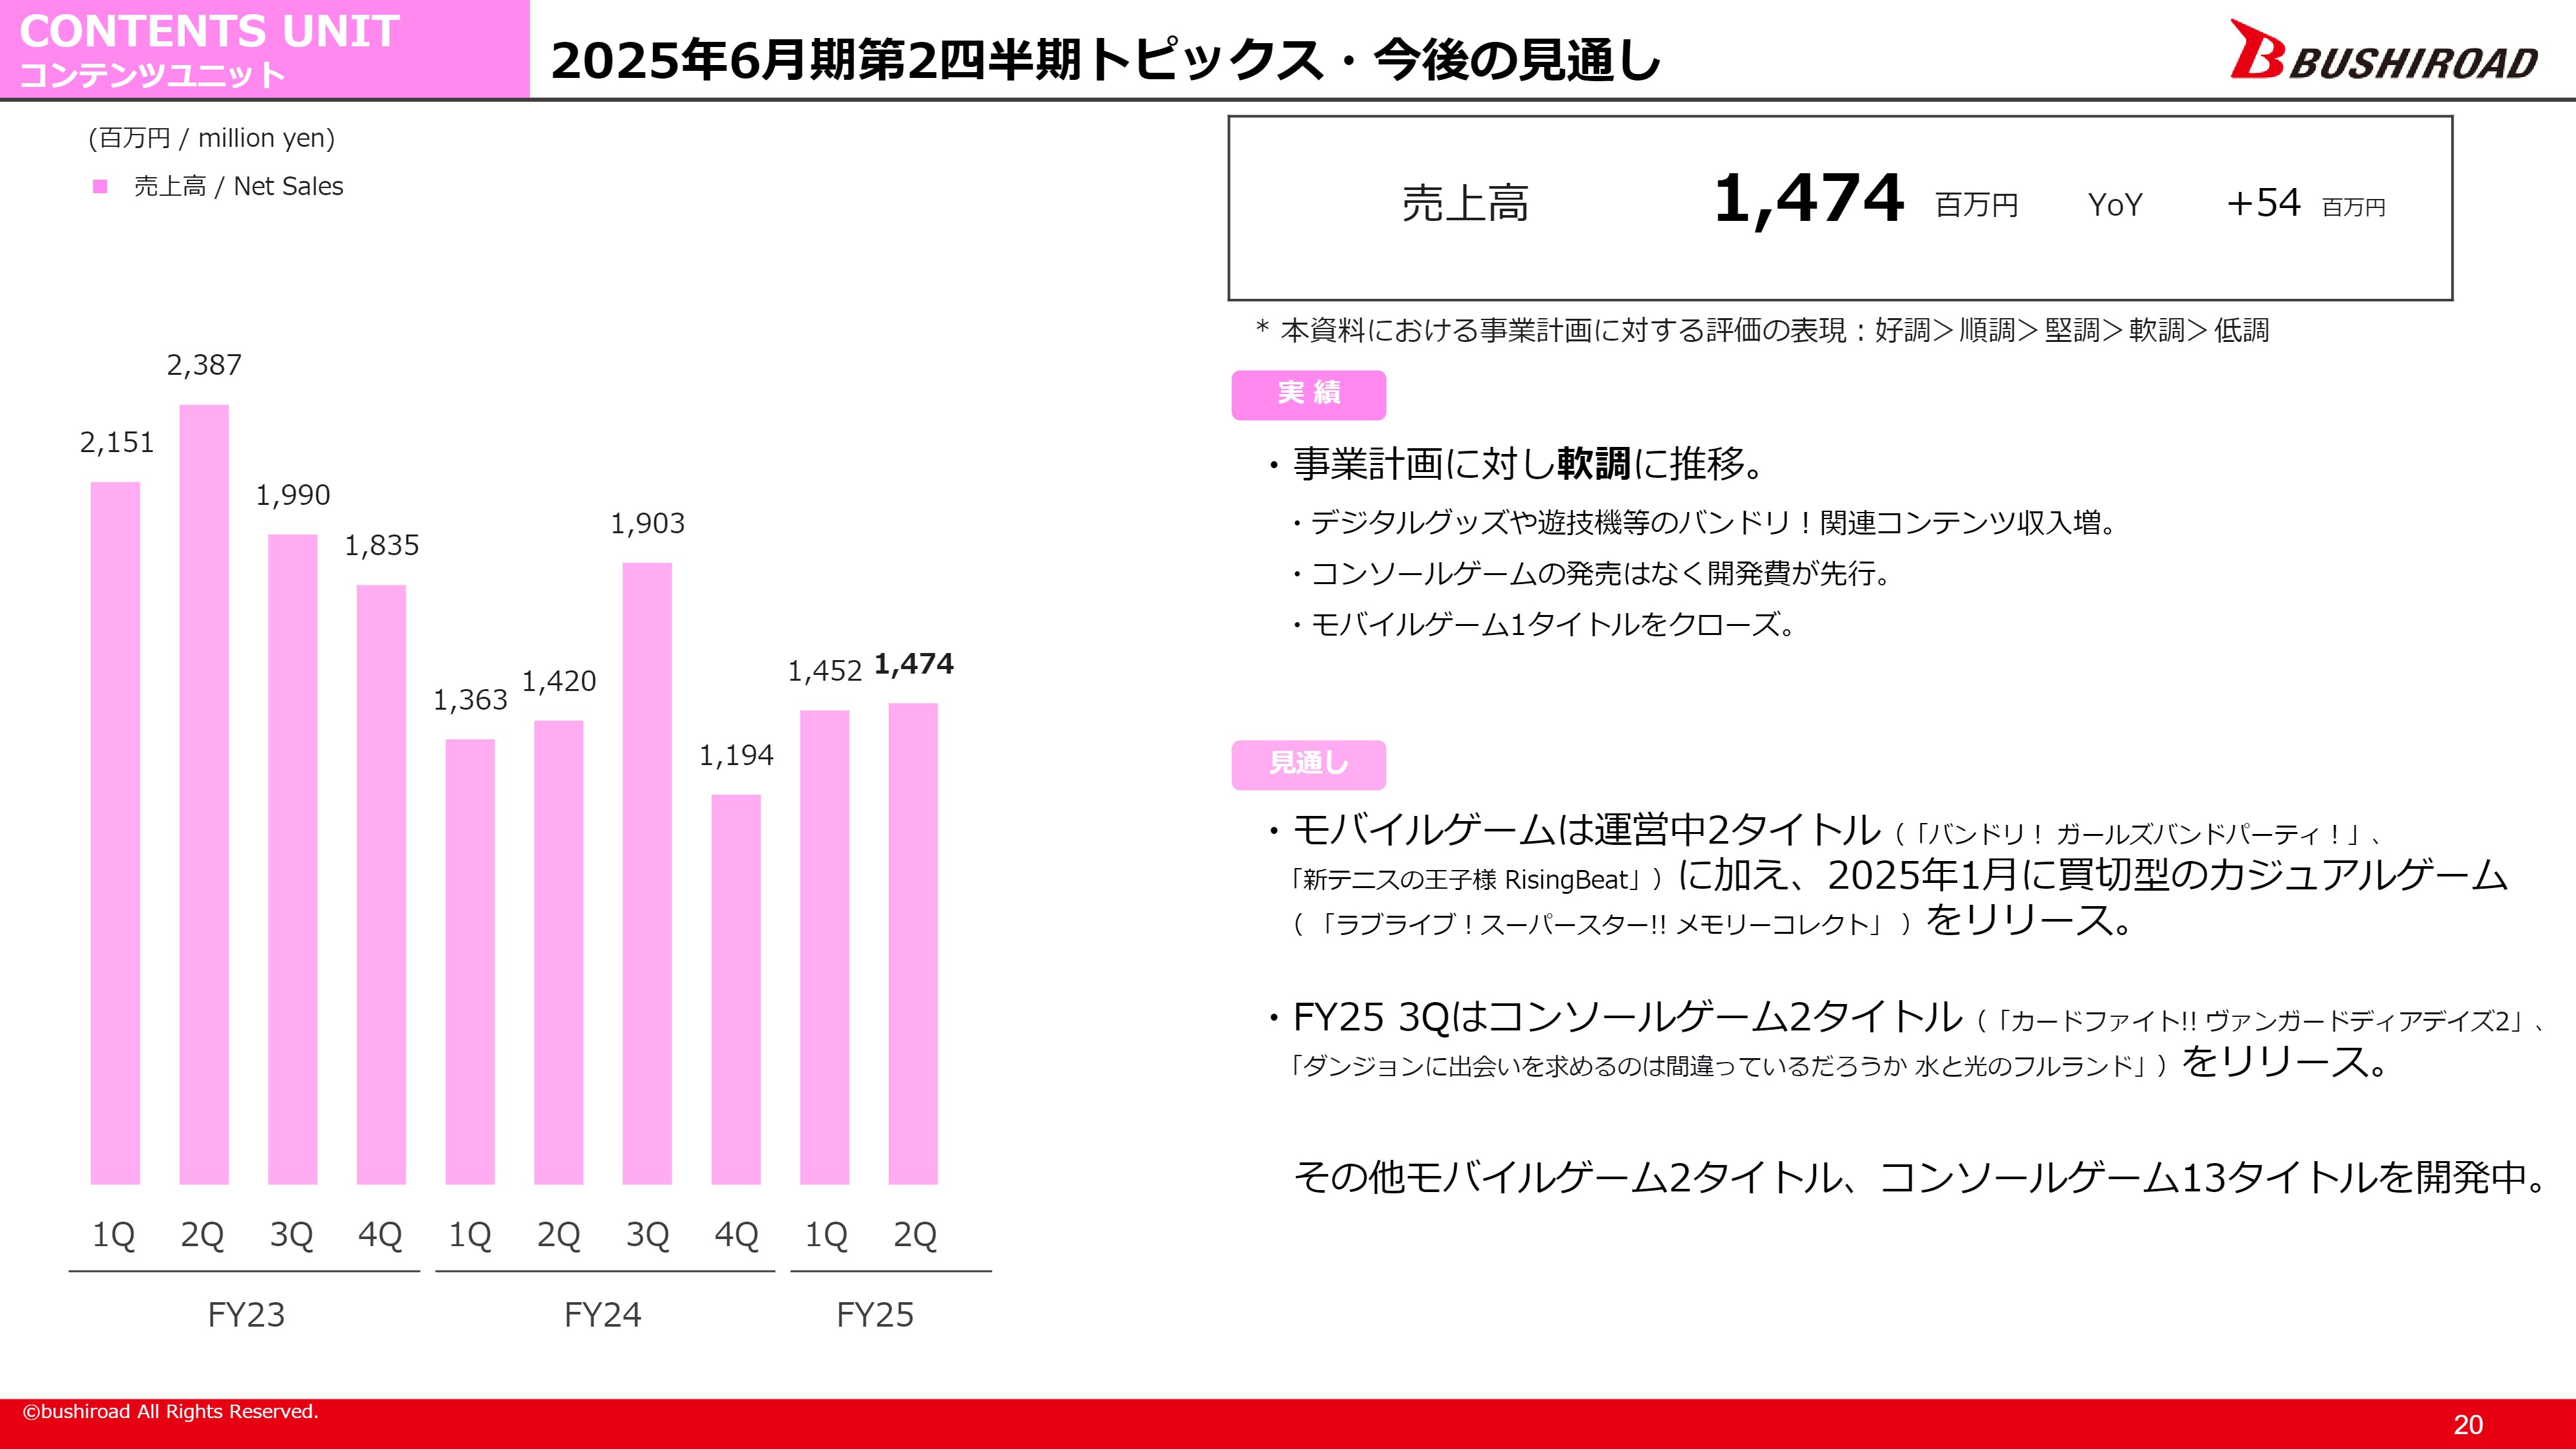 CONTENTS UNIT
コンテンツユニット
2025年6月期第2四半期トピックス・今後の見通し
BUSHIROAD
(百万円 / million yen)
売上高 / Net Sales
2,151
2,387
1,990
1,835
1,363
1,420
1,903
1,194
1,452
1,474
1Q 2Q 3Q 4Q 1Q 2Q 3Q 4Q 1Q 2Q
FY23 FY24 FY25
売上高 1,474 百万円 YoY +54 百万円
* 本資料における事業計画に対する評価の表現：好調＞順調＞堅調＞軟調＞低調
実 績
・事業計画に対し軟調に推移。
・デジタルグッズや遊技機等のバンドリ！関連コンテンツ収入増。
・コンソールゲームの発売はなく開発費が先行。
・モバイルゲーム1タイトルをクローズ。
見通し
・モバイルゲームは運営中2タイトル（「バンドリ！ ガールズバンドパーティ！」、
「新テニスの王子様 RisingBeat」）に加え、2025年1月に買切型のカジュアルゲーム
（ 「ラブライブ！スーパースター!! メモリーコレクト」 ）をリリース。
・FY25 3Qはコンソールゲーム2タイトル（「カードファイト!! ヴァンガードディアデイズ2」、
「ダンジョンに出会いを求めるのは間違っているだろうか 水と光のフルランド」）をリリース。
その他モバイルゲーム2タイトル、コンソールゲーム13タイトルを開発中。
©bushiroad All Rights Reserved.
20